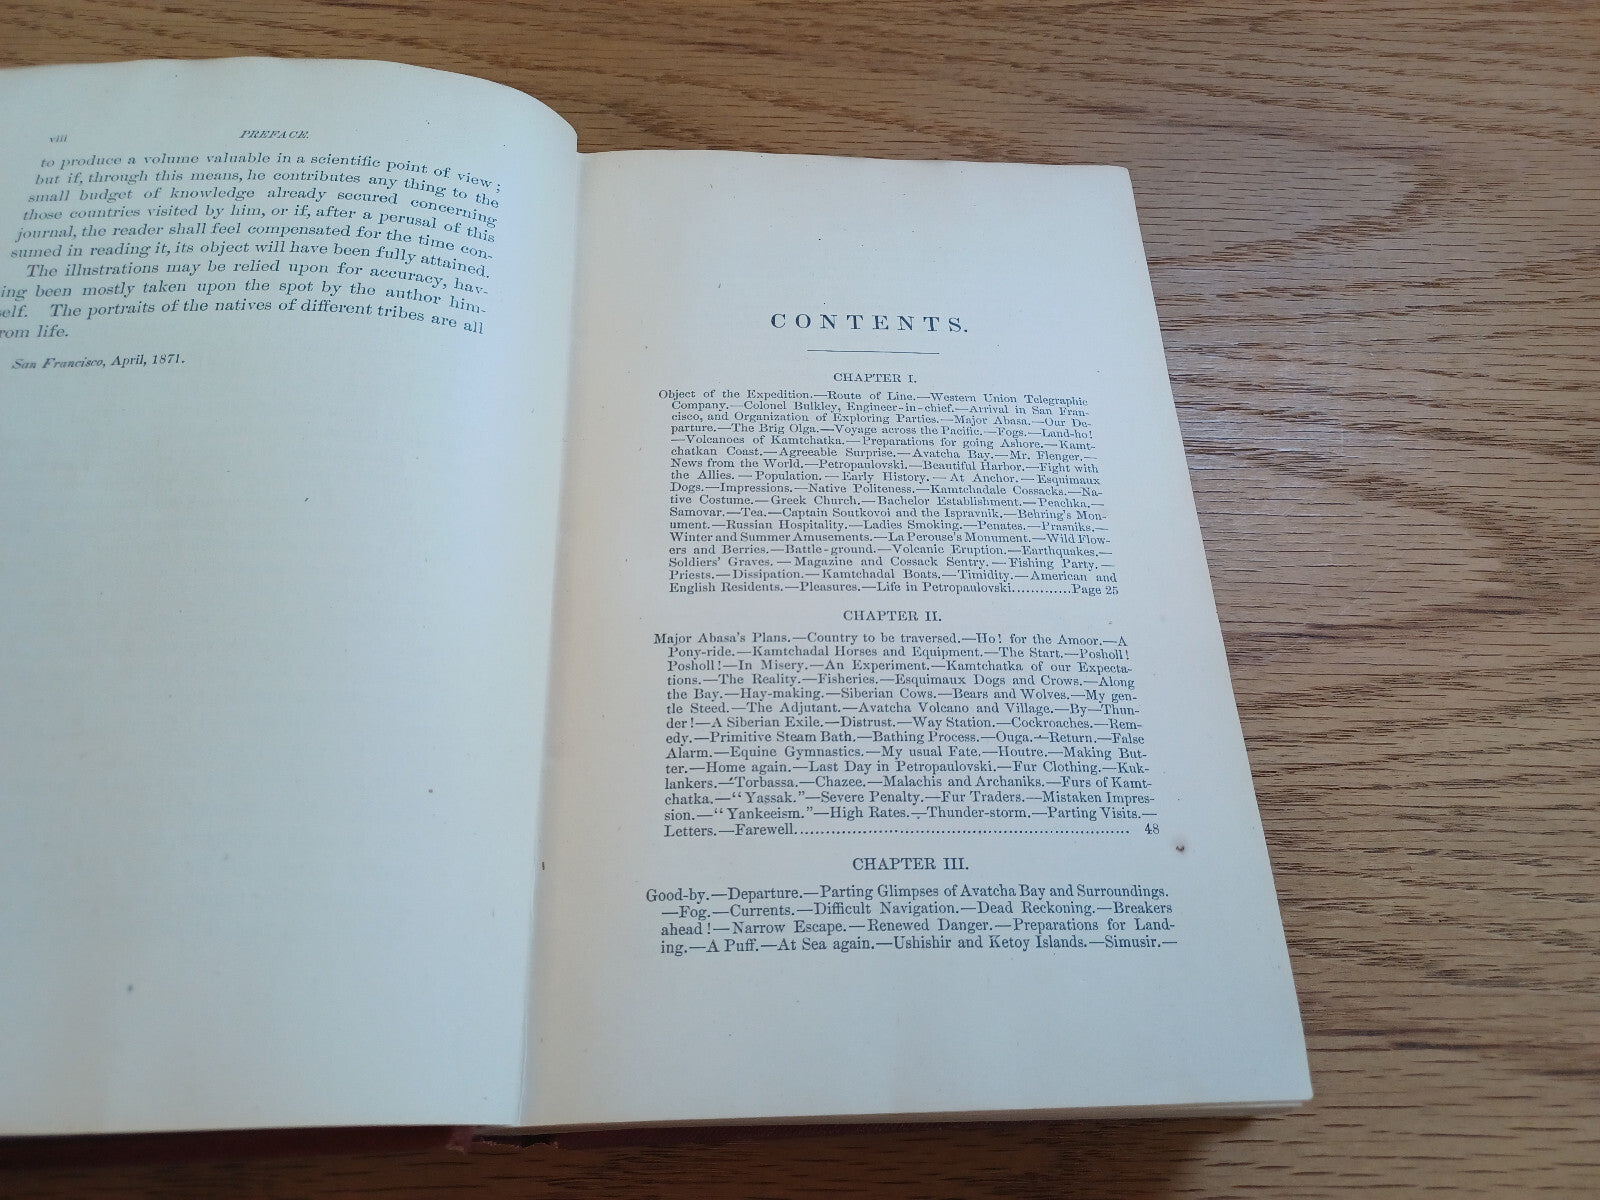 viii
PREFACE.
to produce a volume valuable in a scientific point of view;
but if, through this means, he contributes any thing to the
small budget of knowledge already secured concerning
those countries visited by him, or if, after a perusal of this
journal, the reader shall feel compensated for the time con-
sumed in reading it, its object will have been fully attained.
The illustrations may be relied upon for accuracy, hav-
ing been mostly taken upon the spot by the author him-
self. The portraits of the natives of different tribes are all
from life.
San Francisco, April, 1871.
CONTENTS.
CHAPTER I.
Object of the Expedition.—Route of Line.—Western Union Telegraphic
Company.—Colonel Bulkley, Engineer-in-chief.—Arrival in San Fran-
cisco, and Organization of Exploring Parties.—Major Abasa.—Our De-
parture.—The Brig Olga.—Voyage across the Pacific.—Fogs.—Land-ho!
—Volcanoes of Kamtchatka.—Preparations for going Ashore.—Kamt-
chatkan Coast.—Agreeable Surprise.—Avatcha Bay.—Mr. Flenger.—
News from the World.—Petropaulovski.—Beautiful Harbor.—Fight with
the Allies.—Population.—Early History.—At Anchor.—Esquimaux
Dogs.—Impressions.—Native Politeness.—Kamtchadale Cossacks.—Na-
tive Costume.—Greek Church.—Bachelor Establishment.—Peachka.—
Samovar.—Tea.—Captain Soutkovoi and the Ispravnik.—Behring's Mon-
ument.—Russian Hospitality.—Ladies Smoking.—Penates.—Prasniks.—
Winter and Summer Amusements.—La Perouse's Monument.—Wild Flow-
ers and Berries.—Battle-ground.—Volcanic Eruption.—Earthquakes.—
Soldiers' Graves.—Magazine and Cossack Sentry.—Fishing Party.—
Priests.—Dissipation.—Kamtchadal Boats.—Timidity.—American and
English Residents.—Pleasures.—Life in Petropaulovski.............Page 25
CHAPTER II.
Major Abasa's Plans.—Country to be traversed.—Ho! for the Amoor.—A
Pony-ride.—Kamtchadal Horses and Equipment.—The Start.—Posholl!
Posholl!—In Misery.—An Experiment.—Kamtchatka of our Expecta-
tions.—The Reality.—Fisheries.—Esquimaux Dogs and Crows.—Along
the Bay.—Hay-making.—Siberian Cows.—Bears and Wolves.—My gen-
tle Steed.—The Adjutant.—Avatcha Volcano and Village.—By—Thun-
der!—A Siberian Exile.—Distrust.—Way Station.—Cockroaches.—Rem-
edy.—Primitive Steam Bath.—Bathing Process.—Ouga.—Return.—False
Alarm.—Equine Gymnastics.—My usual Fate.—Houtre.—Making But-
ter.—Home again.—Last Day in Petropaulovski.—Fur Clothing.—Kuk-
lankers.—Torbassa.—Chazee.—Malachis and Archaniks.—Furs of Kamt-
chatka.—"Yassak."—Severe Penalty.—Fur Traders.—Mistaken Impres-
sion.—"Yankeeism."—High Rates.—Thunder-storm.—Parting Visits.—
Letters.—Farewell............................................................ 48
CHAPTER III.
Good-by.—Departure.—Parting Glimpses of Avatcha Bay and Surroundings.
—Fog.—Currents.—Difficult Navigation.—Dead Reckoning.—Breakers
ahead!—Narrow Escape.—Renewed Danger.—Preparations for Land-
ing.—A Puff.—At Sea again.—Ushishir and Ketoy Islands.—Simusir.—